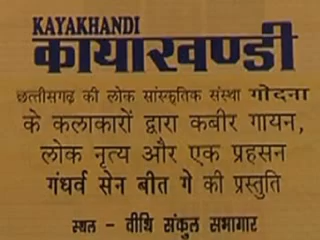 KAYAKHANDI
कायाखण्डी
छत्तीसगढ़ की लोक सांस्कृतिक संस्था गोदना
के कलाकारों द्वारा कबीर गायन,
लोक नृत्य और एक प्रहसन
गंधर्व सेन बीत गे की प्रस्तुति
स्थल - वीथि संकुल सभागार